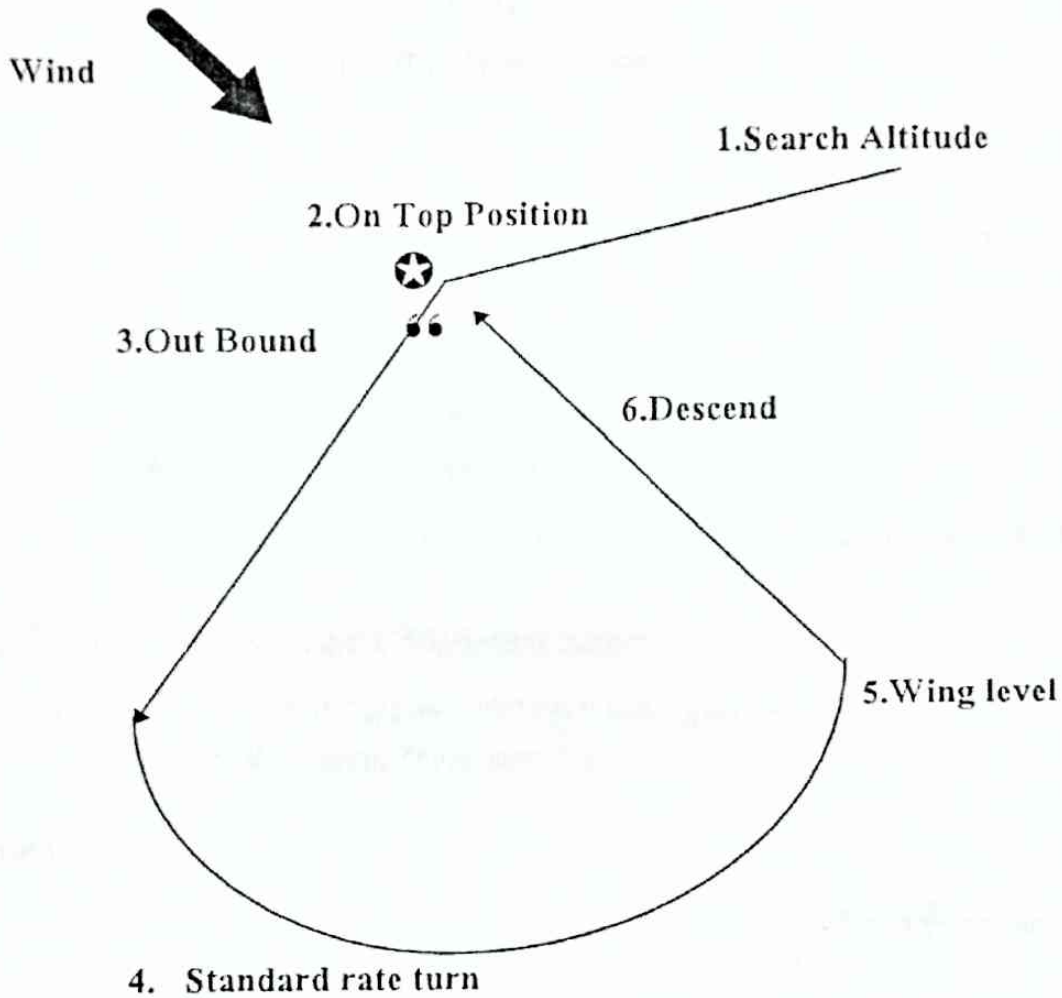 Wind
1.Search Altitude
2.On Top Position
3.Out Bound
6.Descend
5.Wing level
4. Standard rate turn